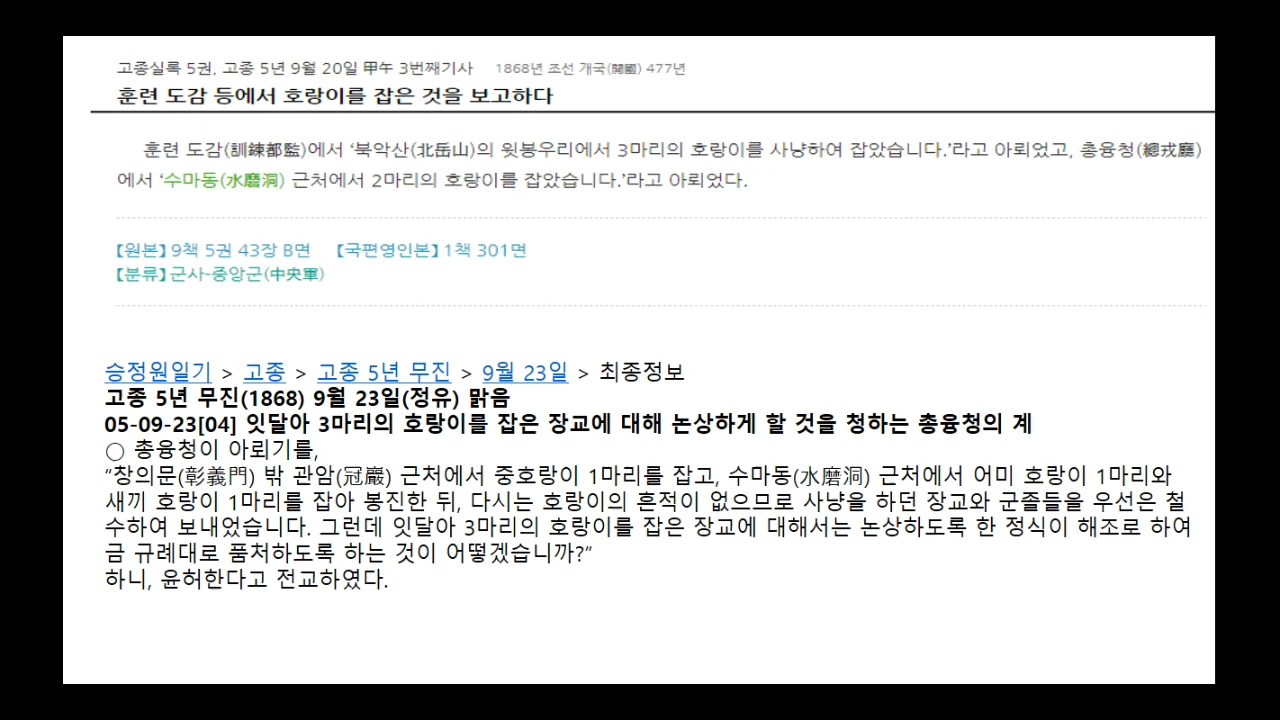 고종실록 5권, 고종 5년 9월 20일 甲午 3번째기사 1868년 조선 개국(開國) 477년
훈련 도감 등에서 호랑이를 잡은 것을 보고하다
훈련 도감(訓鍊都監)에서 ‘북악산(北岳山)의 윗봉우리에서 3마리의 호랑이를 사냥하여 잡았습니다.’라고 아뢰었고, 총융청(總戎廳)
에서 ‘수마동(水磨洞) 근처에서 2마리의 호랑이를 잡았습니다.’라고 아뢰었다.
【원본】 9책 5권 43장 B면 【국편영인본】 1책 301면
【분류】 군사-중앙군(中央軍)
승정원일기 > 고종 > 고종 5년 무진 > 9월 23일 > 최종정보
고종 5년 무진(1868) 9월 23일(정유) 맑음
05-09-23[04] 잇달아 3마리의 호랑이를 잡은 장교에 대해 논상하게 할 것을 청하는 총융청의 계
○ 총융청이 아뢰기를,
“창의문(彰義門) 밖 관암(冠巖) 근처에서 중호랑이 1마리를 잡고, 수마동(水磨洞) 근처에서 어미 호랑이 1마리와
새끼 호랑이 1마리를 잡아 봉진한 뒤, 다시는 호랑이의 흔적이 없으므로 사냥을 하던 장교와 군졸들을 우선은 철
수하여 보내었습니다. 그런데 잇달아 3마리의 호랑이를 잡은 장교에 대해서는 논상하도록 한 정식이 해조로 하여
금 규례대로 품처하도록 하는 것이 어떻겠습니까?”
하니, 윤허한다고 전교하였다.